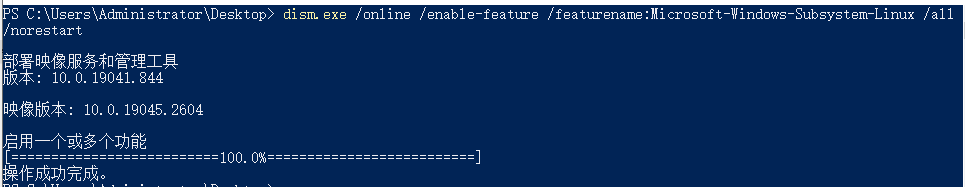 PS C:\Users\Administrator\Desktop> dism.exe /online /enable-feature /featurename:Microsoft-Windows-Subsystem-Linux /all
/norestart
部署映像服务和管理工具
版本: 10.0.19041.844
映像版本: 10.0.19045.2604
启用一个或多个功能
[==========================100.0%==========================]
操作成功完成。
PS C:\Users\Administrator\Desktop>